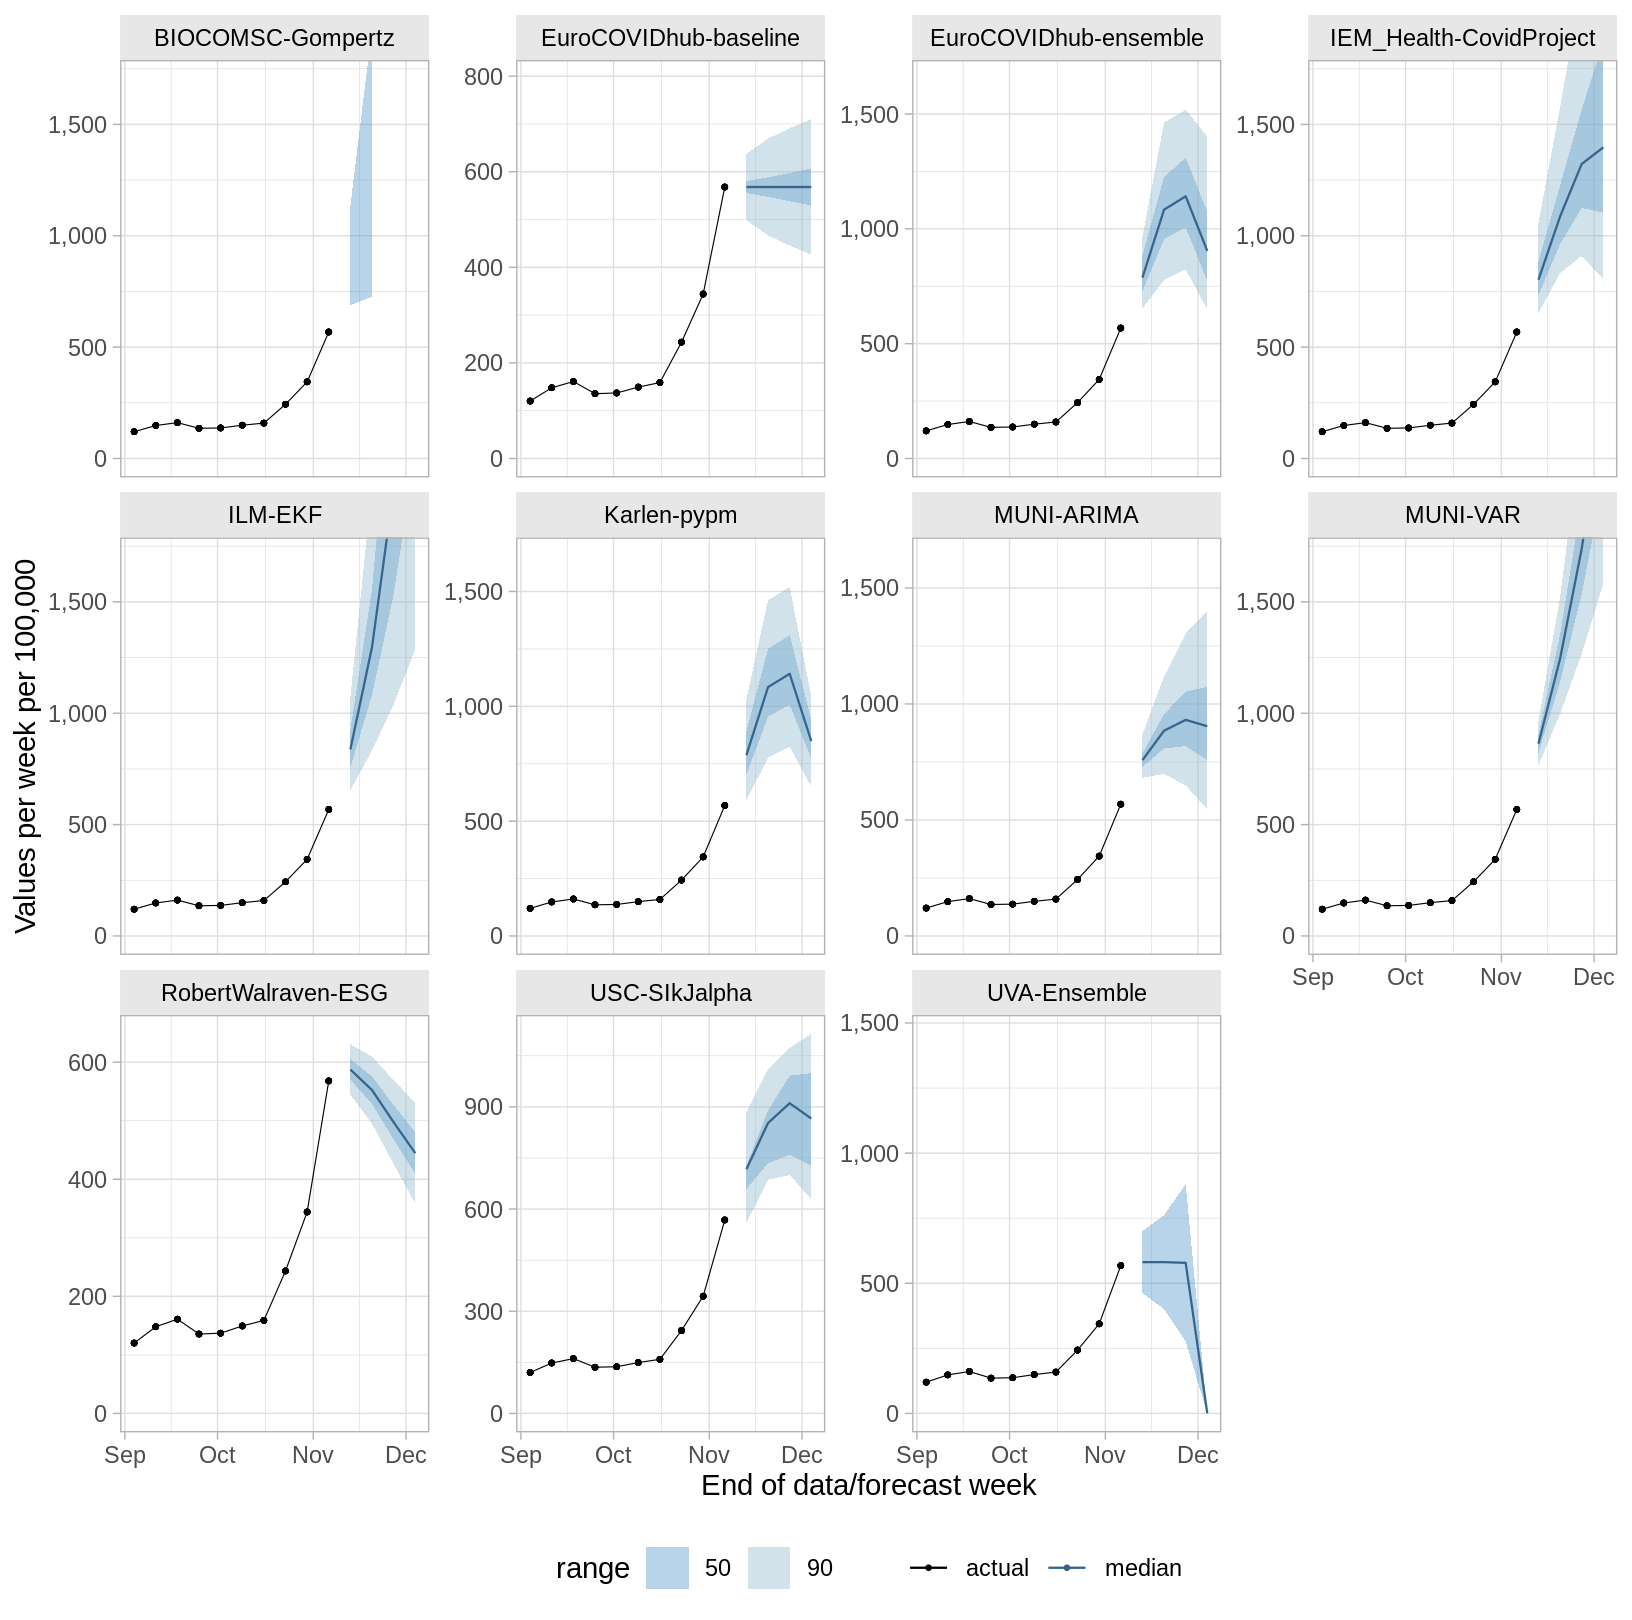 BIOCOMSC-Gompertz
EuroCOVIDhub-baseline
EuroCOVIDhub-ensemble
IEM_Health-CovidProject
1,500
1,000
500
0
800
600
400
200
0
1,500
1,000
500
0
1,500
1,000
500
0
ILM-EKF
Karlen-pypm
MUNI-ARIMA
MUNI-VAR
1,500
1,000
500
0
1,500
1,000
500
0
1,500
1,000
500
0
1,500
1,000
500
0
Sep Oct Nov Dec
Values per week per 100,000
RobertWalraven-ESG
USC-SIkJalpha
UVA-Ensemble
600
400
200
0
900
600
300
0
1,500
1,000
500
0
Sep Oct Nov Dec
Sep Oct Nov Dec
Sep Oct Nov Dec
End of data/forecast week
range 50 90 actual median